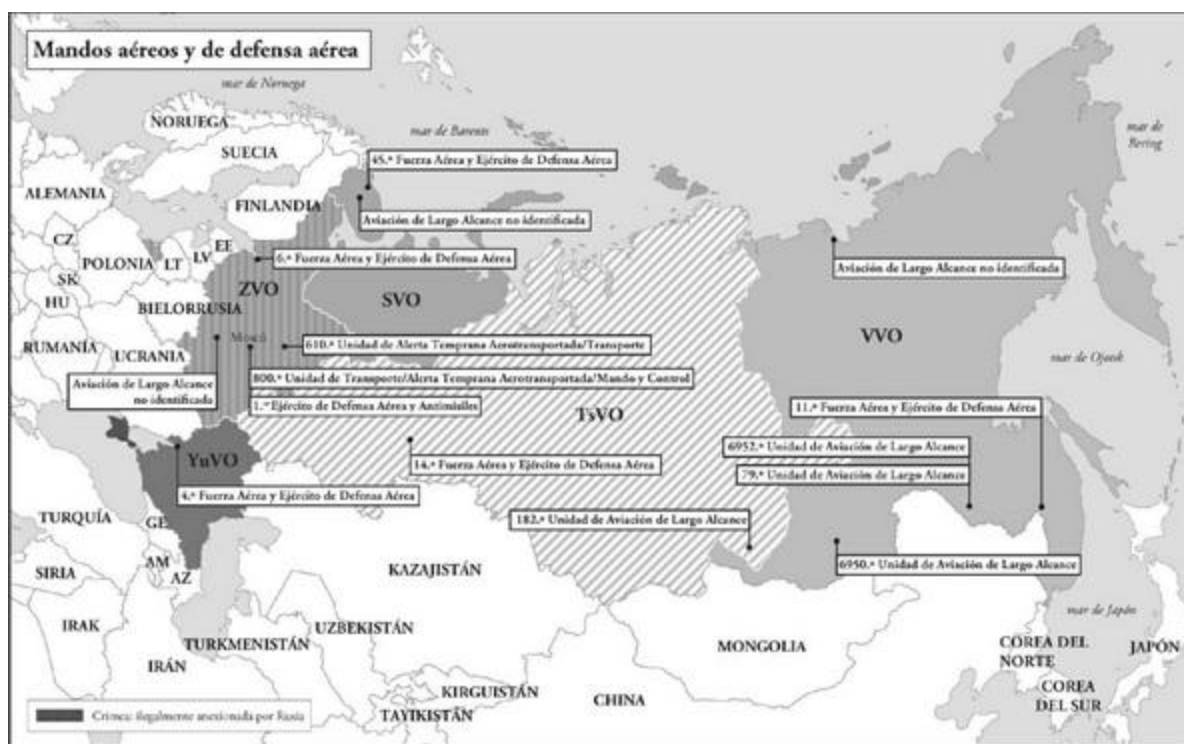 Mandos aéreos y de defensa aérea
mar de Noruega
mar de Barents
mar de Bering
NORUEGA
SUECIA
45.ª Fuerza Aérea y Ejército de Defensa Aérea
ALEMANIA
FINLANDIA
Aviación de Largo Alcance no identificada
CZ
POLONIA
LT
LV
EE
6.ª Fuerza Aérea y Ejército de Defensa Aérea
Aviación de Largo Alcance no identificada
SK
HU
ZVO
SVO
BIELORRUSIA
VVO
RUMANÍA
UCRANIA
Moscú
610.ª Unidad de Alerta Temprana Aerotransportada/Transporte
mar de Ojotsk
Aviación de Largo Alcance
no identificada
800.ª Unidad de Transporte/Alerta Temprana Aerotransportada/Mando y Control
1.er Ejército de Defensa Aérea y Antimisiles
TsVO
11.ª Fuerza Aérea y Ejército de Defensa Aérea
YuVO
14.ª Fuerza Aérea y Ejército de Defensa Aérea
6952.ª Unidad de Aviación de Largo Alcance
79.ª Unidad de Aviación de Largo Alcance
4.ª Fuerza Aérea y Ejército de Defensa Aérea
TURQUÍA
GE
182.ª Unidad de Aviación de Largo Alcance
AM
AZ
SIRIA
KAZAJISTÁN
6950.ª Unidad de Aviación de Largo Alcance
mar de Japón
IRAK
UZBEKISTÁN
TURKMENISTÁN
IRÁN
MONGOLIA
COREA DEL
NORTE
JAPÓN
KIRGUISTÁN
TAYIKISTÁN
CHINA
COREA
DEL SUR
Crimea: ilegalmente anexionada por Rusia